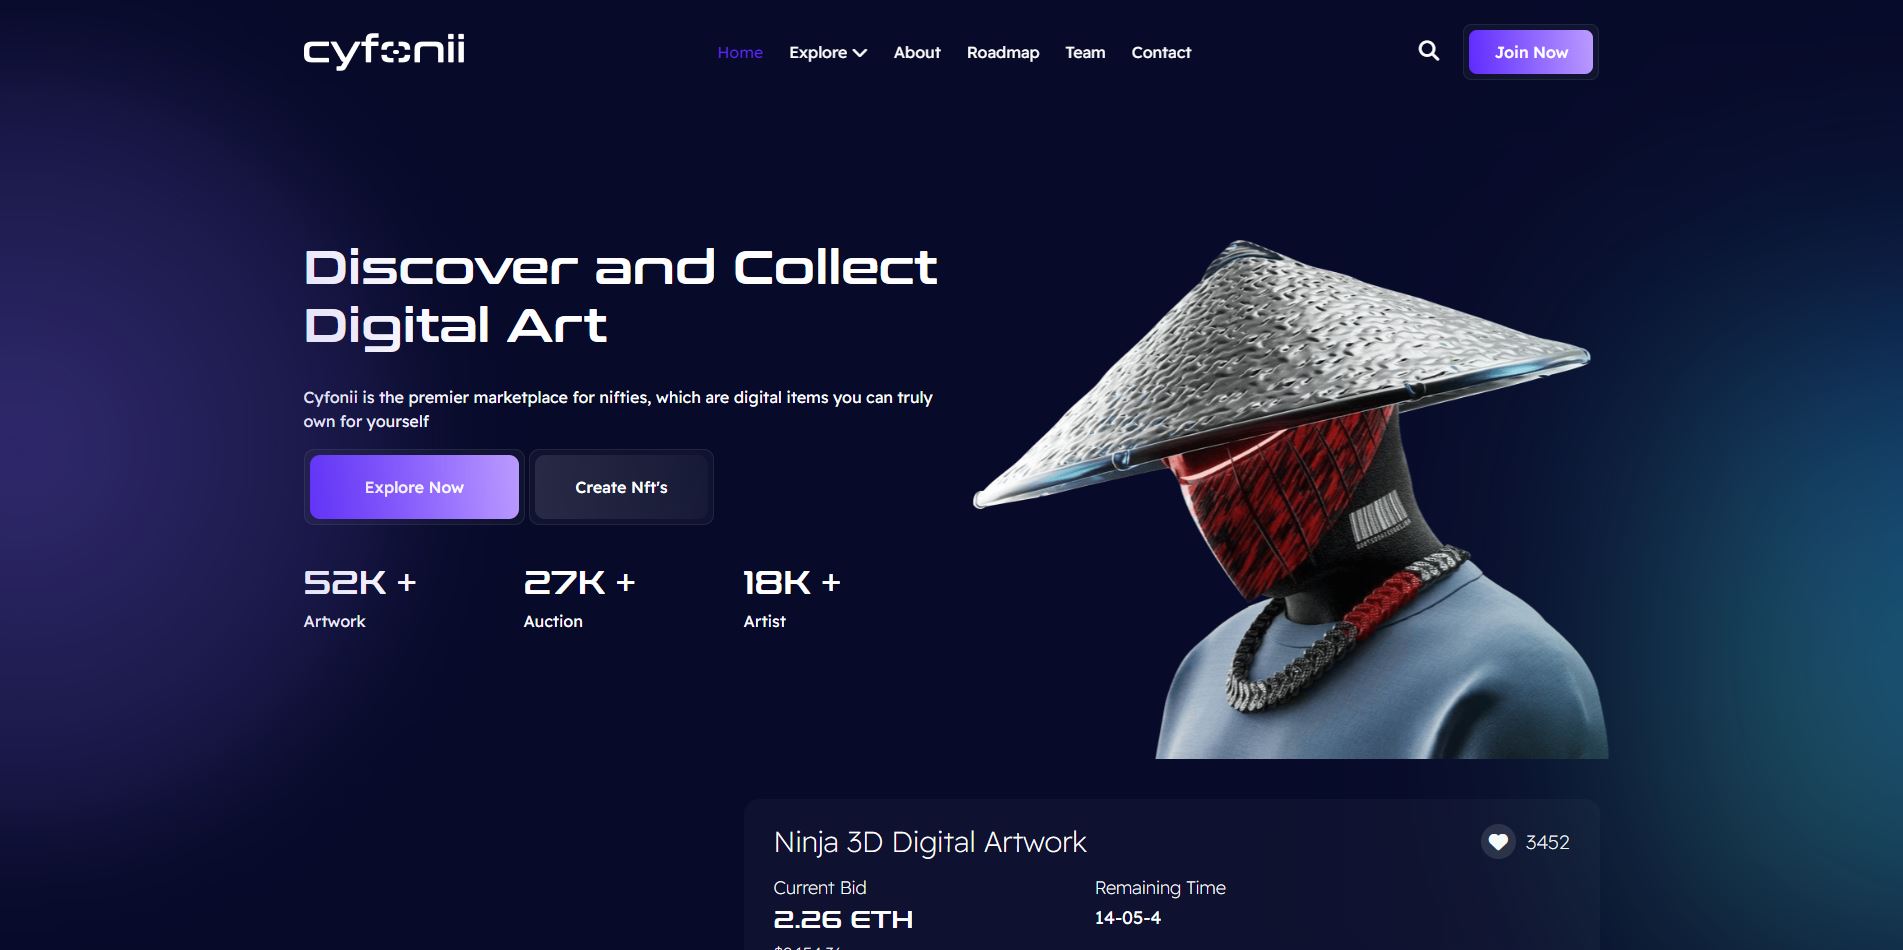 cyfonii
Home Explore About Roadmap Team Contact
Join Now
Discover and Collect
Digital Art
Cyfonii is the premier marketplace for nifties, which are digital items you can truly
own for yourself
Explore Now
Create Nft's
52K + 27K + 18K +
Artwork Auction Artist
Ninja 3D Digital Artwork
3452
Current Bid Remaining Time
2.26 ETH 14-05-4